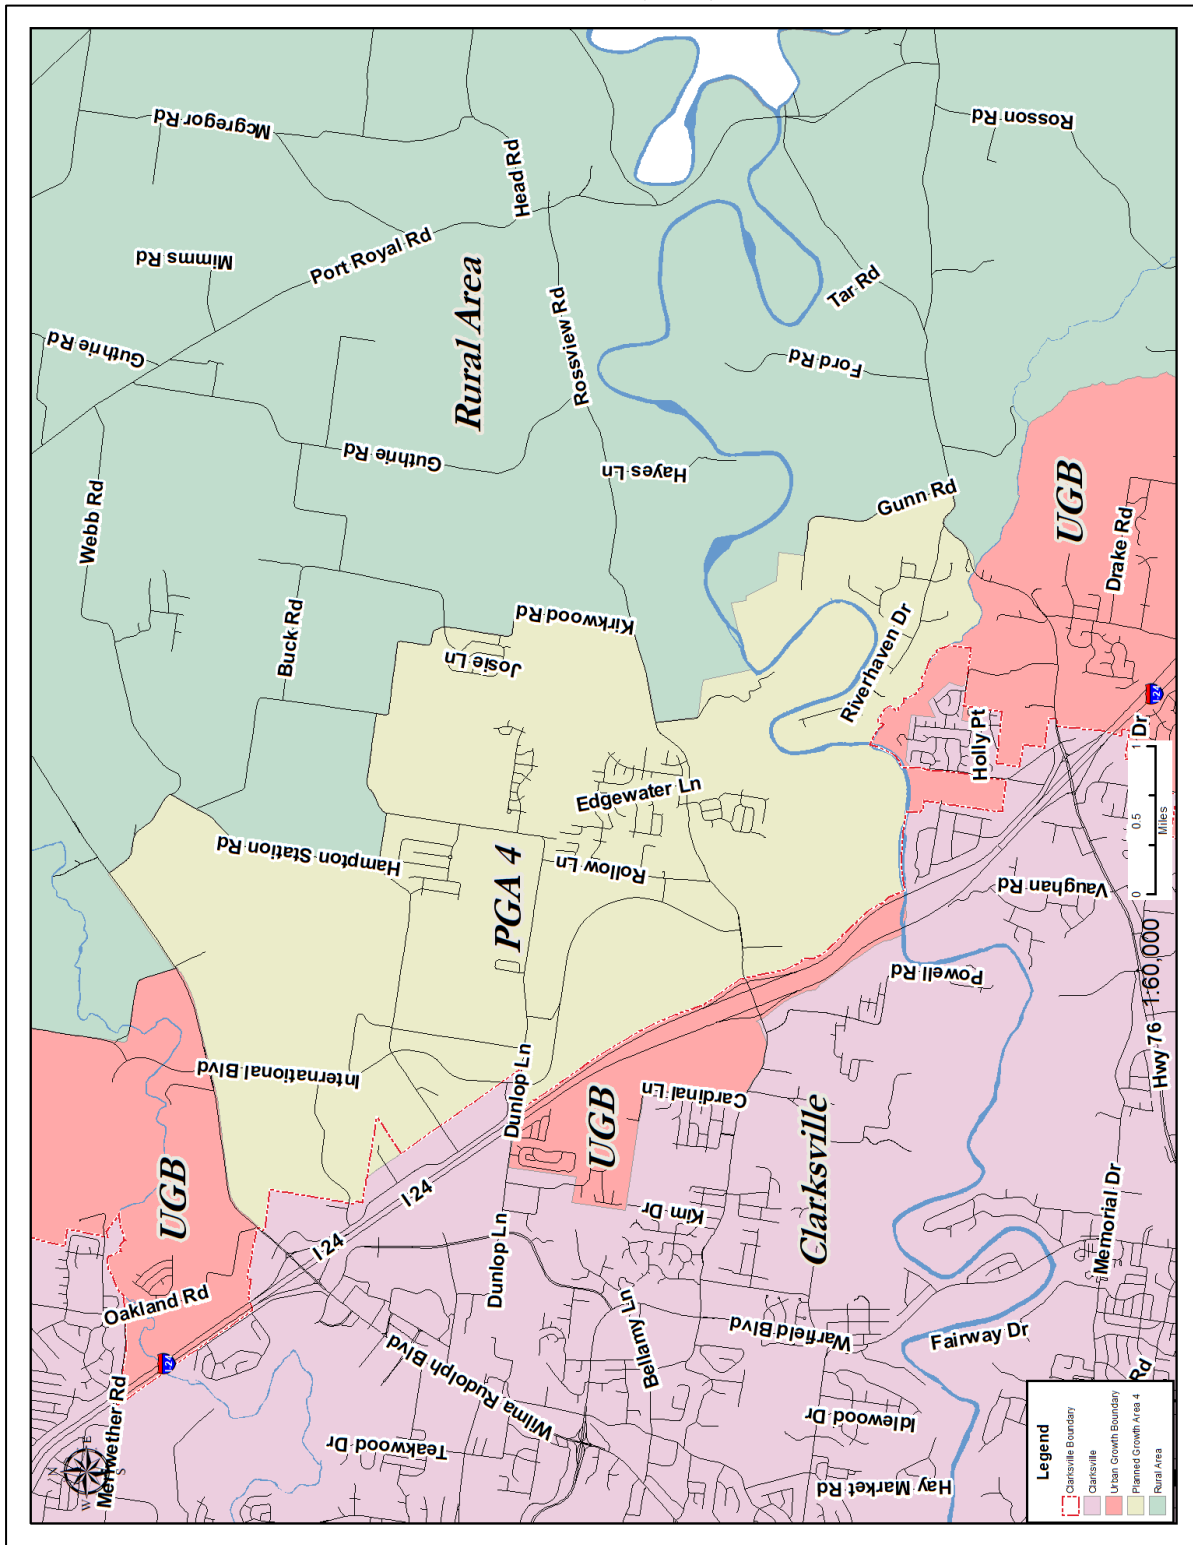 Mcgregor Rd
Rosson Rd
Head Rd
Mimms Rd
Port Royal Rd
Tar Rd
Rossview Rd
Rural Area
Guthrie Rd
Ford Rd
Guthrie Rd
Hayes Ln
Webb Rd
Gunn Rd
UGB
Drake Rd
Buck Rd
Kirkwood Rd
Josie Ln
Riverhaven Dr
Holly Pt
Dr
Edgewater Ln
Hampton Station Rd
Rollow Ln
PGA 4
Vaughan Rd
0 0.5 1
Miles
1:60,000
Powell Rd
Hwy 76
International Blvd
Dunlop Ln
Cardinal Ln
UGB
UGB
Clarksville
I 24
I 24
Kim Dr
Dunlop Ln
Memorial Dr
Oakland Rd
Bellamy Ln
Warfield Blvd
Fairway Dr
Rd
Wilma Rudolph Blvd
Meriwether Rd
Teakwood Dr
Idlewood Dr
Hay Market Rd
N
E
S
W
Legend
Clarksville Boundary
Clarksville
Urban Growth Boundary
Planned Growth Area 4
Rural Area